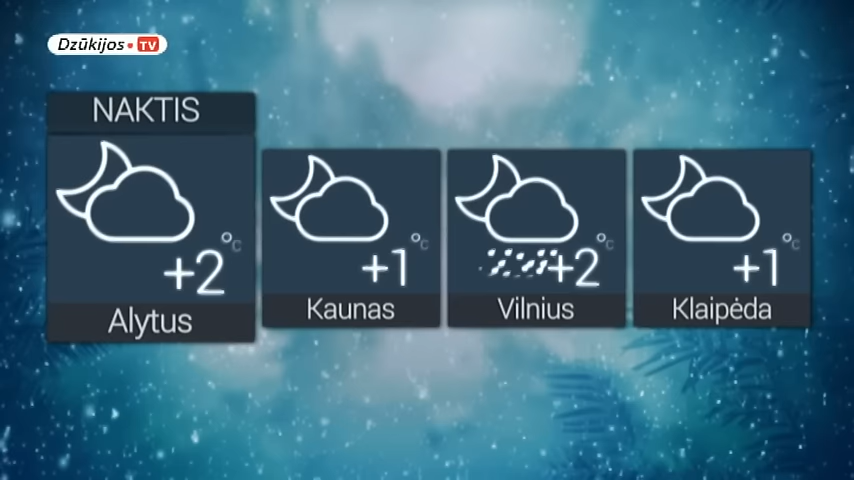 Dzūkijos TV
NAKTIS
+2 °C
Alytus
+1 °C
Kaunas
+2 °C
Vilnius
+1 °C
Klaipėda